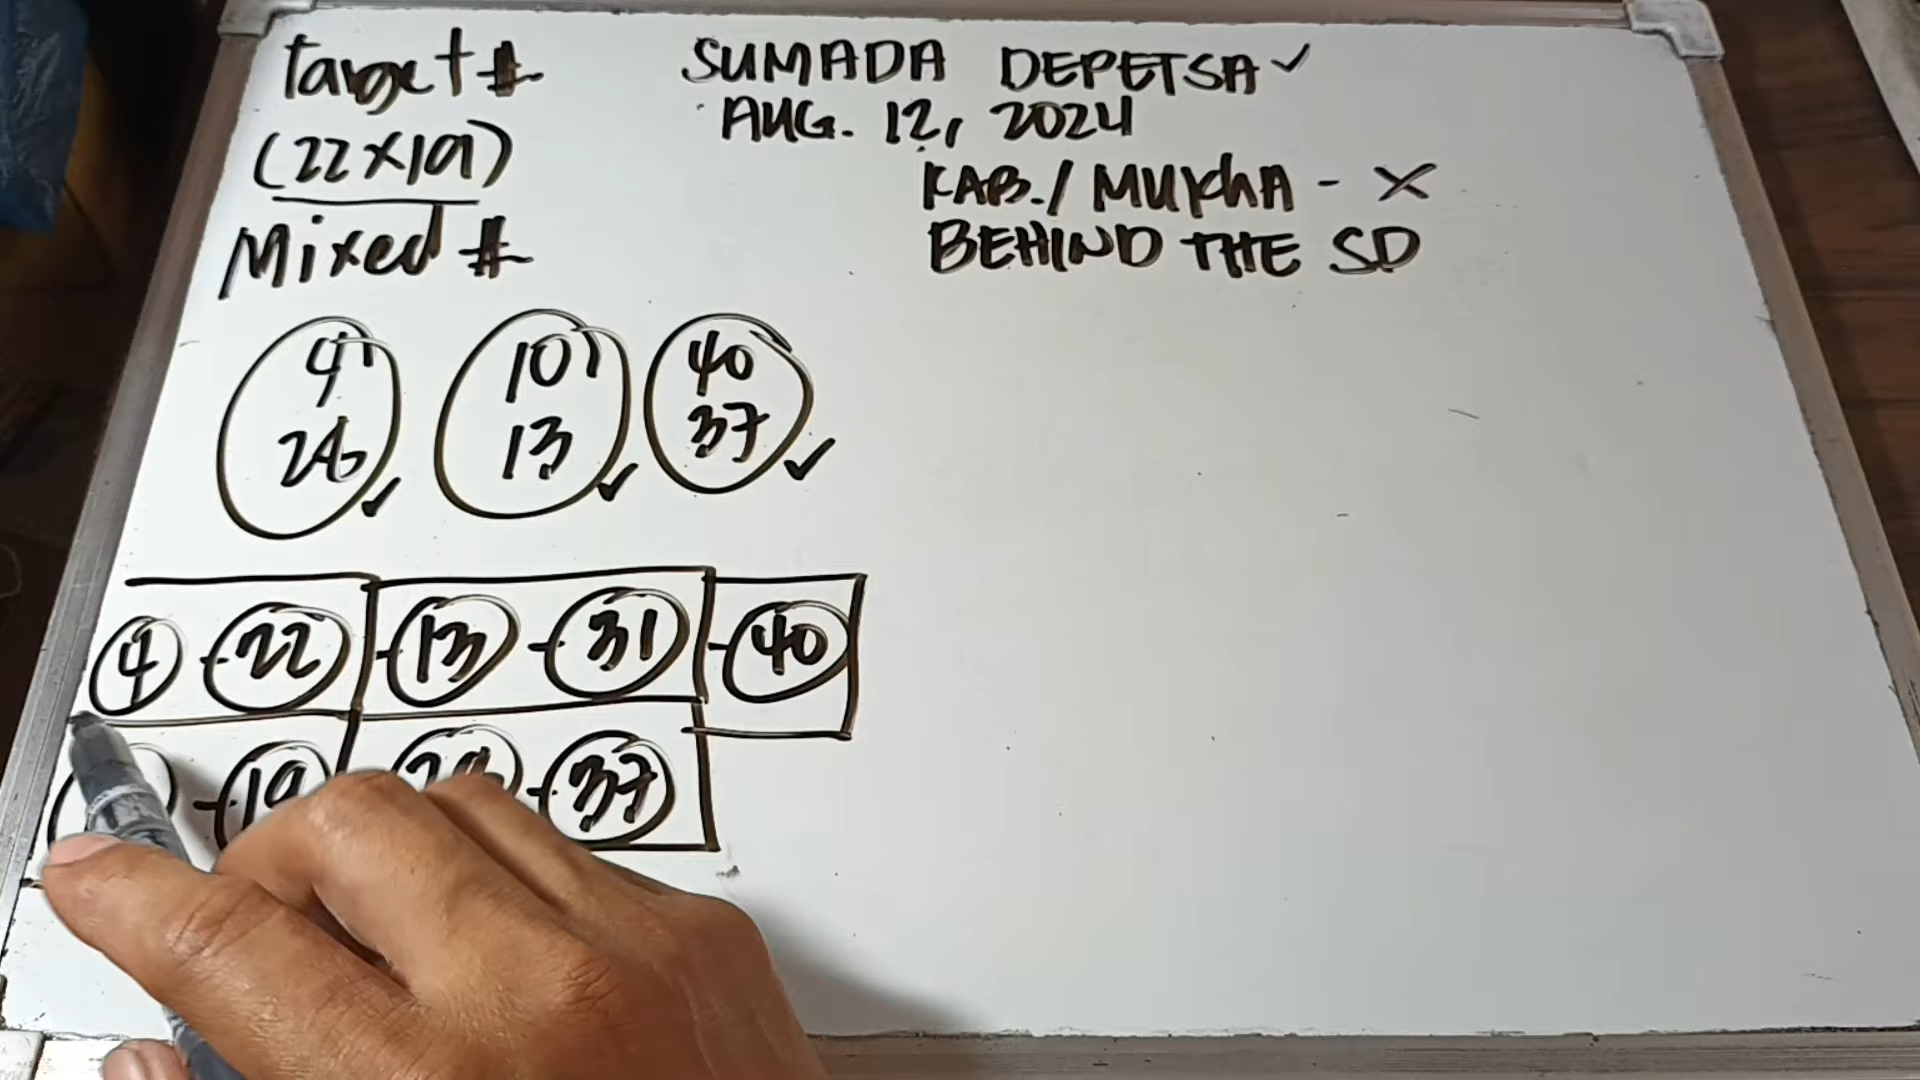 Target #
(22x19)
Mixed #
SUMADA DEPETSA ✓
AUG. 12, 2024
KAB./ MUKHA - X
BEHIND THE SD
4 10 40
26 13 37
4 - 22 - 13 - 31 - 40
- 19 - 37